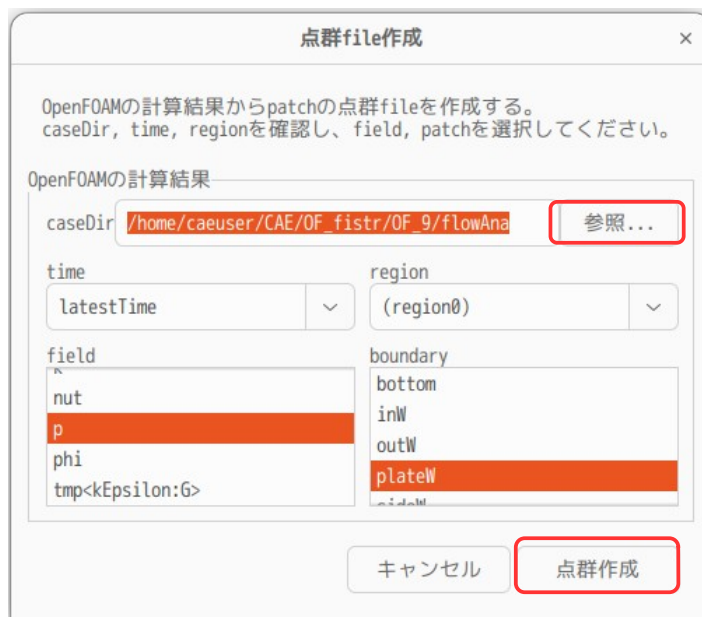 点群file作成
×
OpenFOAMの計算結果からpatchの点群fileを作成する。
caseDir, time, regionを確認し、field, patchを選択してください。
OpenFOAMの計算結果
caseDir /home/caeuser/CAE/OF_fistr/OF_9/flowAna 参照...
time region
latestTime (region0)
field boundary
k
nut
p
phi
tmp<kEpsilon:G>
bottom
inW
outW
plateW
sideW
キャンセル 点群作成